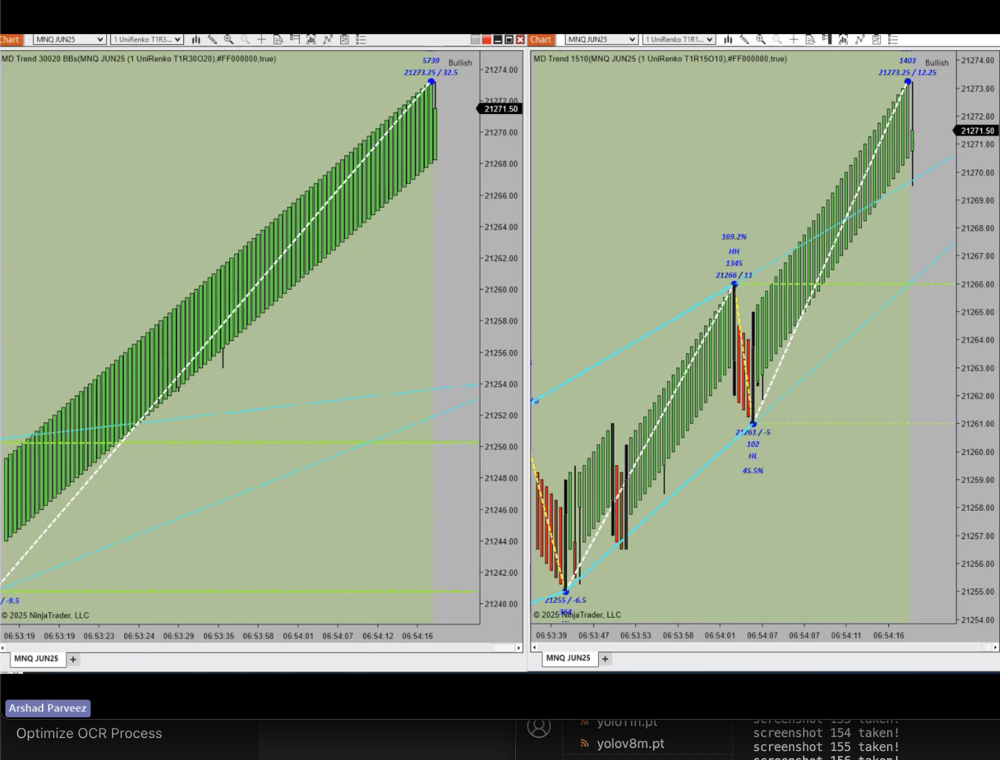 Chart MNQ JUN25 1 UniRenko T1R3...
MD Trend 30020 BBs(MNQ JUN25 (1 UniRenko T1R30O20),#FF000000,true)
5739
Bullish
21273.25 / 32.5
21274.00
21272.00
21271.50
21270.00
21268.00
21266.00
21264.00
21262.00
21260.00
21258.00
21256.00
21254.00
21252.00
21250.00
21248.00
21246.00
21244.00
21242.00
21240.00
/ -9.5
© 2025 NinjaTrader, LLC
06:53:19 06:53:19 06:53:23 06:53:24 06:53:29 06:53:35 06:53:58 06:54:01 06:54:07 06:54:12 06:54:16
MNQ JUN25 +
Chart MNQ JUN25 1 UniRenko T1R1...
MD Trend 1510(MNQ JUN25 (1 UniRenko T1R15O10),#FF000000,true)
1403
Bullish
21273.25 / 12.25
169.2%
HH
1345
21266 / 11
21261 / -5
102
HL
45.5%
21255 / -6.5
21274.00
21273.00
21272.00
21271.50
21271.00
21270.00
21269.00
21268.00
21267.00
21266.00
21265.00
21264.00
21263.00
21262.00
21261.00
21260.00
21259.00
21258.00
21257.00
21256.00
21255.00
21254.00
© 2025 NinjaTrader, LLC
06:53:39 06:53:47 06:53:53 06:53:58 06:54:01 06:54:07 06:54:07 06:54:11 06:54:16
MNQ JUN25 +
Arshad Parveez
Optimize OCR Process
yolo11n.pt
yolov8m.pt
screenshot 153 taken!
screenshot 154 taken!
screenshot 155 taken!
screenshot 156 taken!